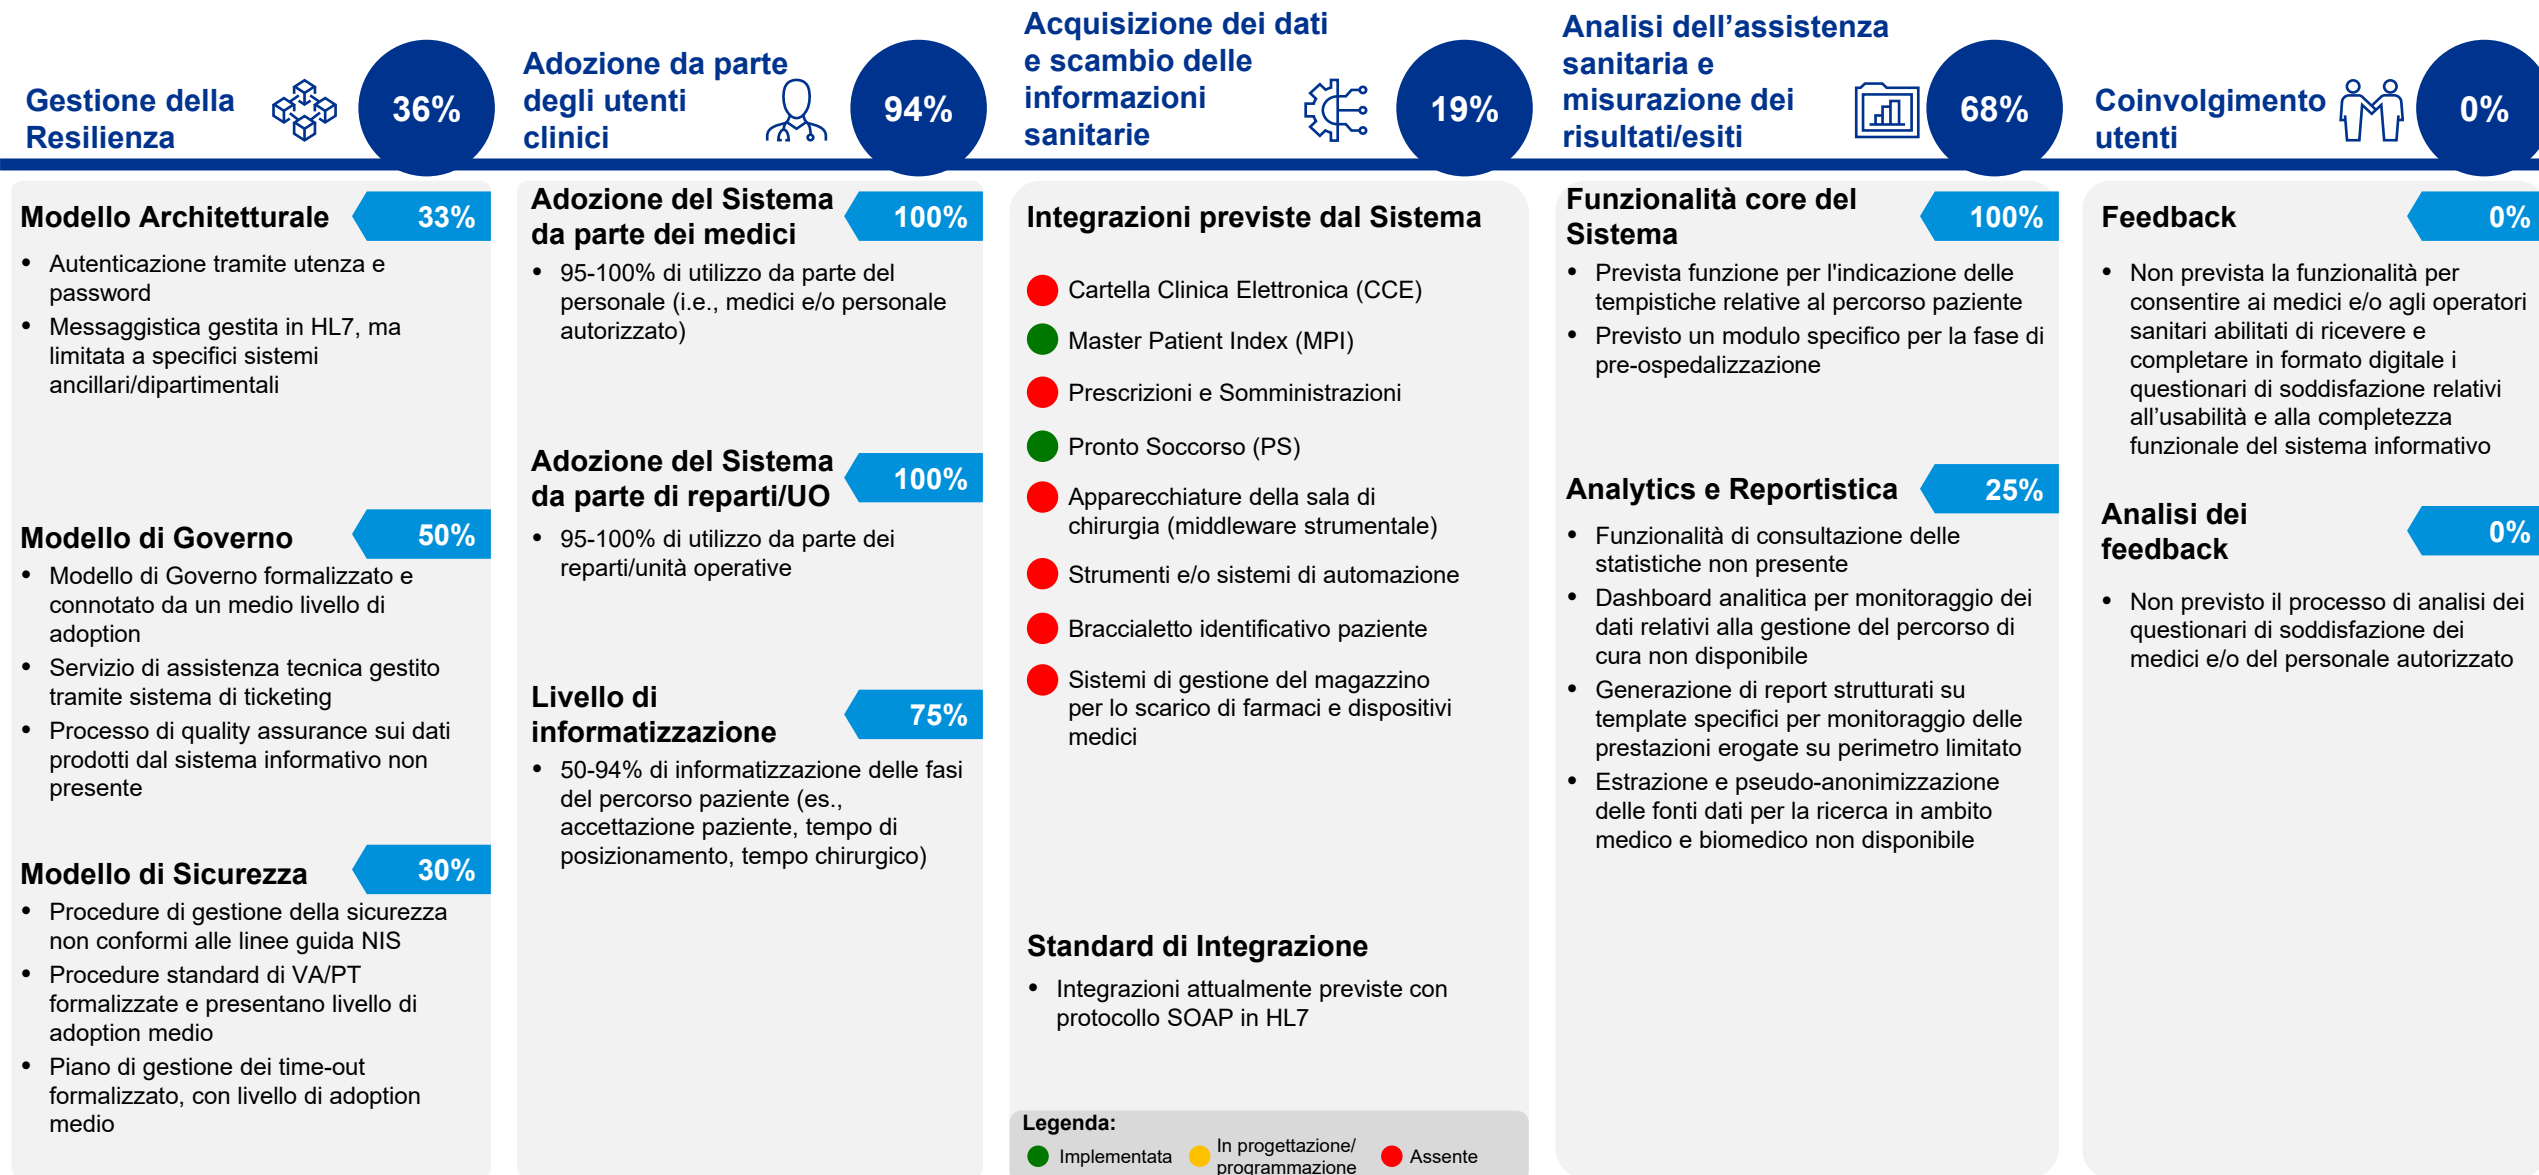 Gestione della
Resilienza
36%
Adozione da parte
degli utenti
clinici
94%
Acquisizione dei dati
e scambio delle
informazioni
sanitarie
19%
Analisi dell’assistenza
sanitaria e
misurazione dei
risultati/esiti
68%
Coinvolgimento
utenti
0%
Modello Architetturale
33%
• Autenticazione tramite utenza e
password
• Messaggistica gestita in HL7, ma
limitata a specifici sistemi
ancillari/dipartimentali
Modello di Governo
50%
• Modello di Governo formalizzato e
connotato da un medio livello di
adoption
• Servizio di assistenza tecnica gestito
tramite sistema di ticketing
• Processo di quality assurance sui dati
prodotti dal sistema informativo non
presente
Modello di Sicurezza
30%
• Procedure di gestione della sicurezza
non conformi alle linee guida NIS
• Procedure standard di VA/PT
formalizzate e presentano livello di
adoption medio
• Piano di gestione dei time-out
formalizzato, con livello di adoption
medio
Adozione del Sistema
da parte dei medici
100%
• 95-100% di utilizzo da parte del
personale (i.e., medici e/o personale
autorizzato)
Adozione del Sistema
da parte di reparti/UO
100%
• 95-100% di utilizzo da parte dei
reparti/unità operative
Livello di
informatizzazione
75%
• 50-94% di informatizzazione delle fasi
del percorso paziente (es.,
accettazione paziente, tempo di
posizionamento, tempo chirurgico)
Integrazioni previste dal Sistema
Cartella Clinica Elettronica (CCE)
Master Patient Index (MPI)
Prescrizioni e Somministrazioni
Pronto Soccorso (PS)
Apparecchiature della sala di
chirurgia (middleware strumentale)
Strumenti e/o sistemi di automazione
Braccialetto identificativo paziente
Sistemi di gestione del magazzino
per lo scarico di farmaci e dispositivi
medici
Standard di Integrazione
• Integrazioni attualmente previste con
protocollo SOAP in HL7
Legenda:
Implementata
In progettazione/
programmazione
Assente
Funzionalità core del
Sistema
100%
• Prevista funzione per l'indicazione delle
tempistiche relative al percorso paziente
• Previsto un modulo specifico per la fase di
pre-ospedalizzazione
Analytics e Reportistica
25%
• Funzionalità di consultazione delle
statistiche non presente
• Dashboard analitica per monitoraggio dei
dati relativi alla gestione del percorso di
cura non disponibile
• Generazione di report strutturati su
template specifici per monitoraggio delle
prestazioni erogate su perimetro limitato
• Estrazione e pseudo-anonimizzazione
delle fonti dati per la ricerca in ambito
medico e biomedico non disponibile
Feedback
0%
• Non prevista la funzionalità per
consentire ai medici e/o agli operatori
sanitari abilitati di ricevere e
completare in formato digitale i
questionari di soddisfazione relativi
all’usabilità e alla completezza
funzionale del sistema informativo
Analisi dei
feedback
0%
• Non previsto il processo di analisi dei
questionari di soddisfazione dei
medici e/o del personale autorizzato